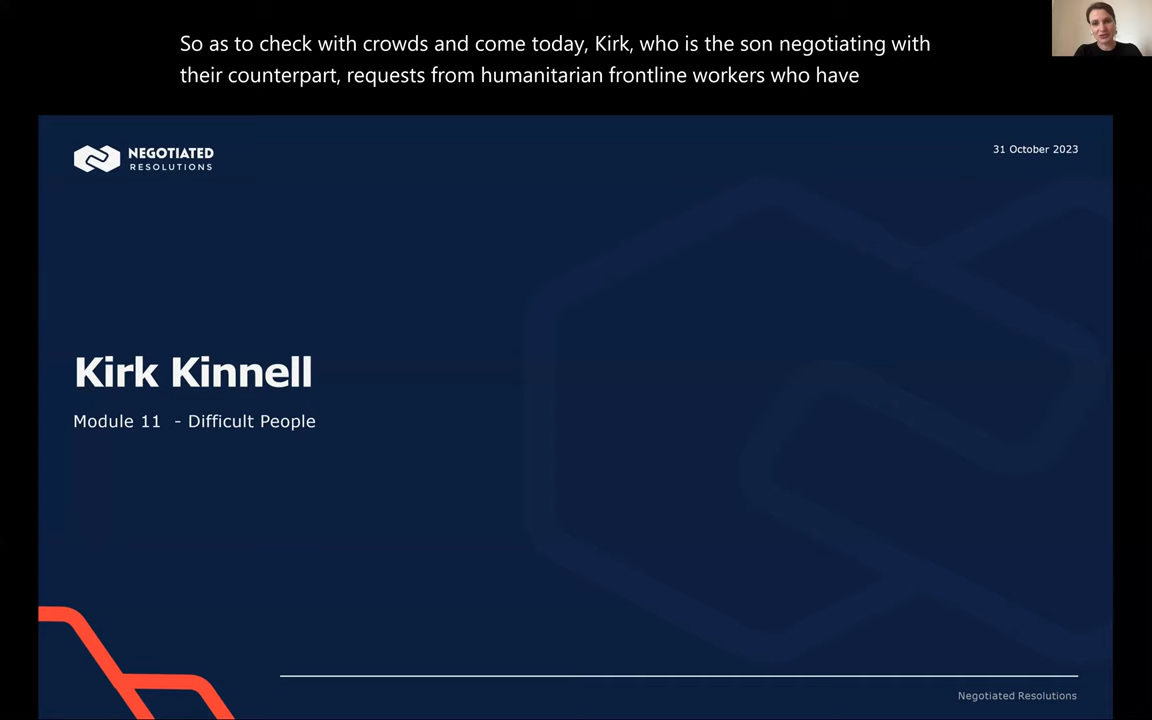 So as to check with crowds and come today, Kirk, who is the son negotiating with
their counterpart, requests from humanitarian frontline workers who have
NEGOTIATED
RESOLUTIONS
31 October 2023
Kirk Kinnell
Module 11 - Difficult People
Negotiated Resolutions